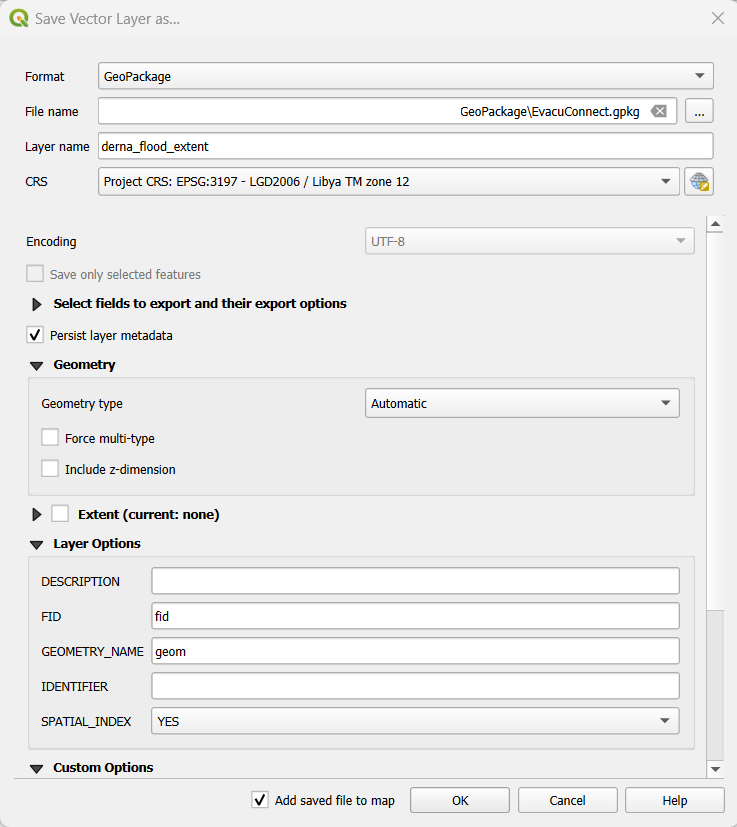 Save Vector Layer as...
Format GeoPackage
File name GeoPackage\EvacuConnect.gpkg ...
Layer name derna_flood_extent
CRS Project CRS: EPSG:3197 - LGD2006 / Libya TM zone 12
Encoding UTF-8
Save only selected features
Select fields to export and their export options
Persist layer metadata
Geometry
Geometry type Automatic
Force multi-type
Include z-dimension
Extent (current: none)
Layer Options
DESCRIPTION
FID fid
GEOMETRY_NAME geom
IDENTIFIER
SPATIAL_INDEX YES
Custom Options
Add saved file to map OK Cancel Help